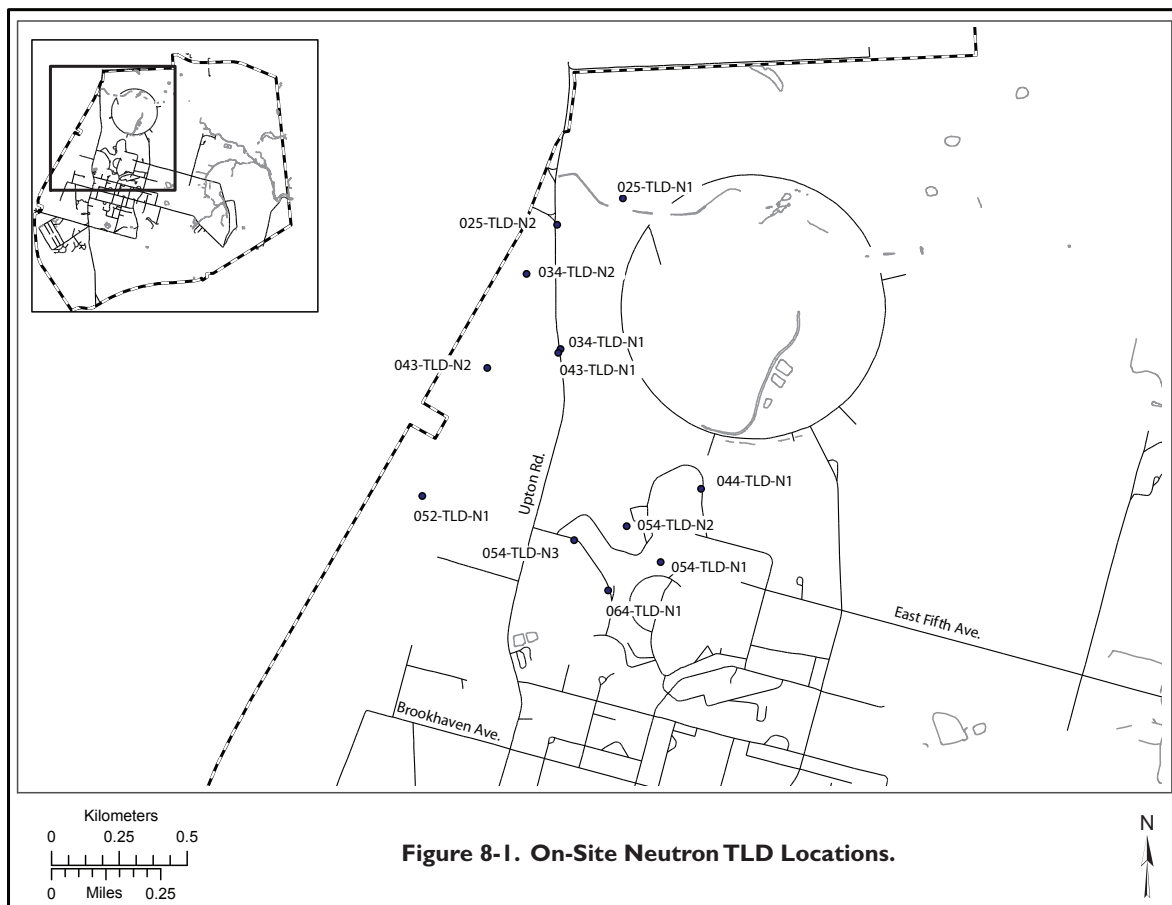 025-TLD-N1
025-TLD-N2
034-TLD-N2
034-TLD-N1
043-TLD-N2
043-TLD-N1
Upton Rd.
044-TLD-N1
052-TLD-N1
054-TLD-N2
054-TLD-N3
054-TLD-N1
064-TLD-N1
East Fifth Ave.
Brookhaven Ave.
Kilometers
0 0.25 0.5
0 Miles 0.25
Figure 8-1. On-Site Neutron TLD Locations.
N